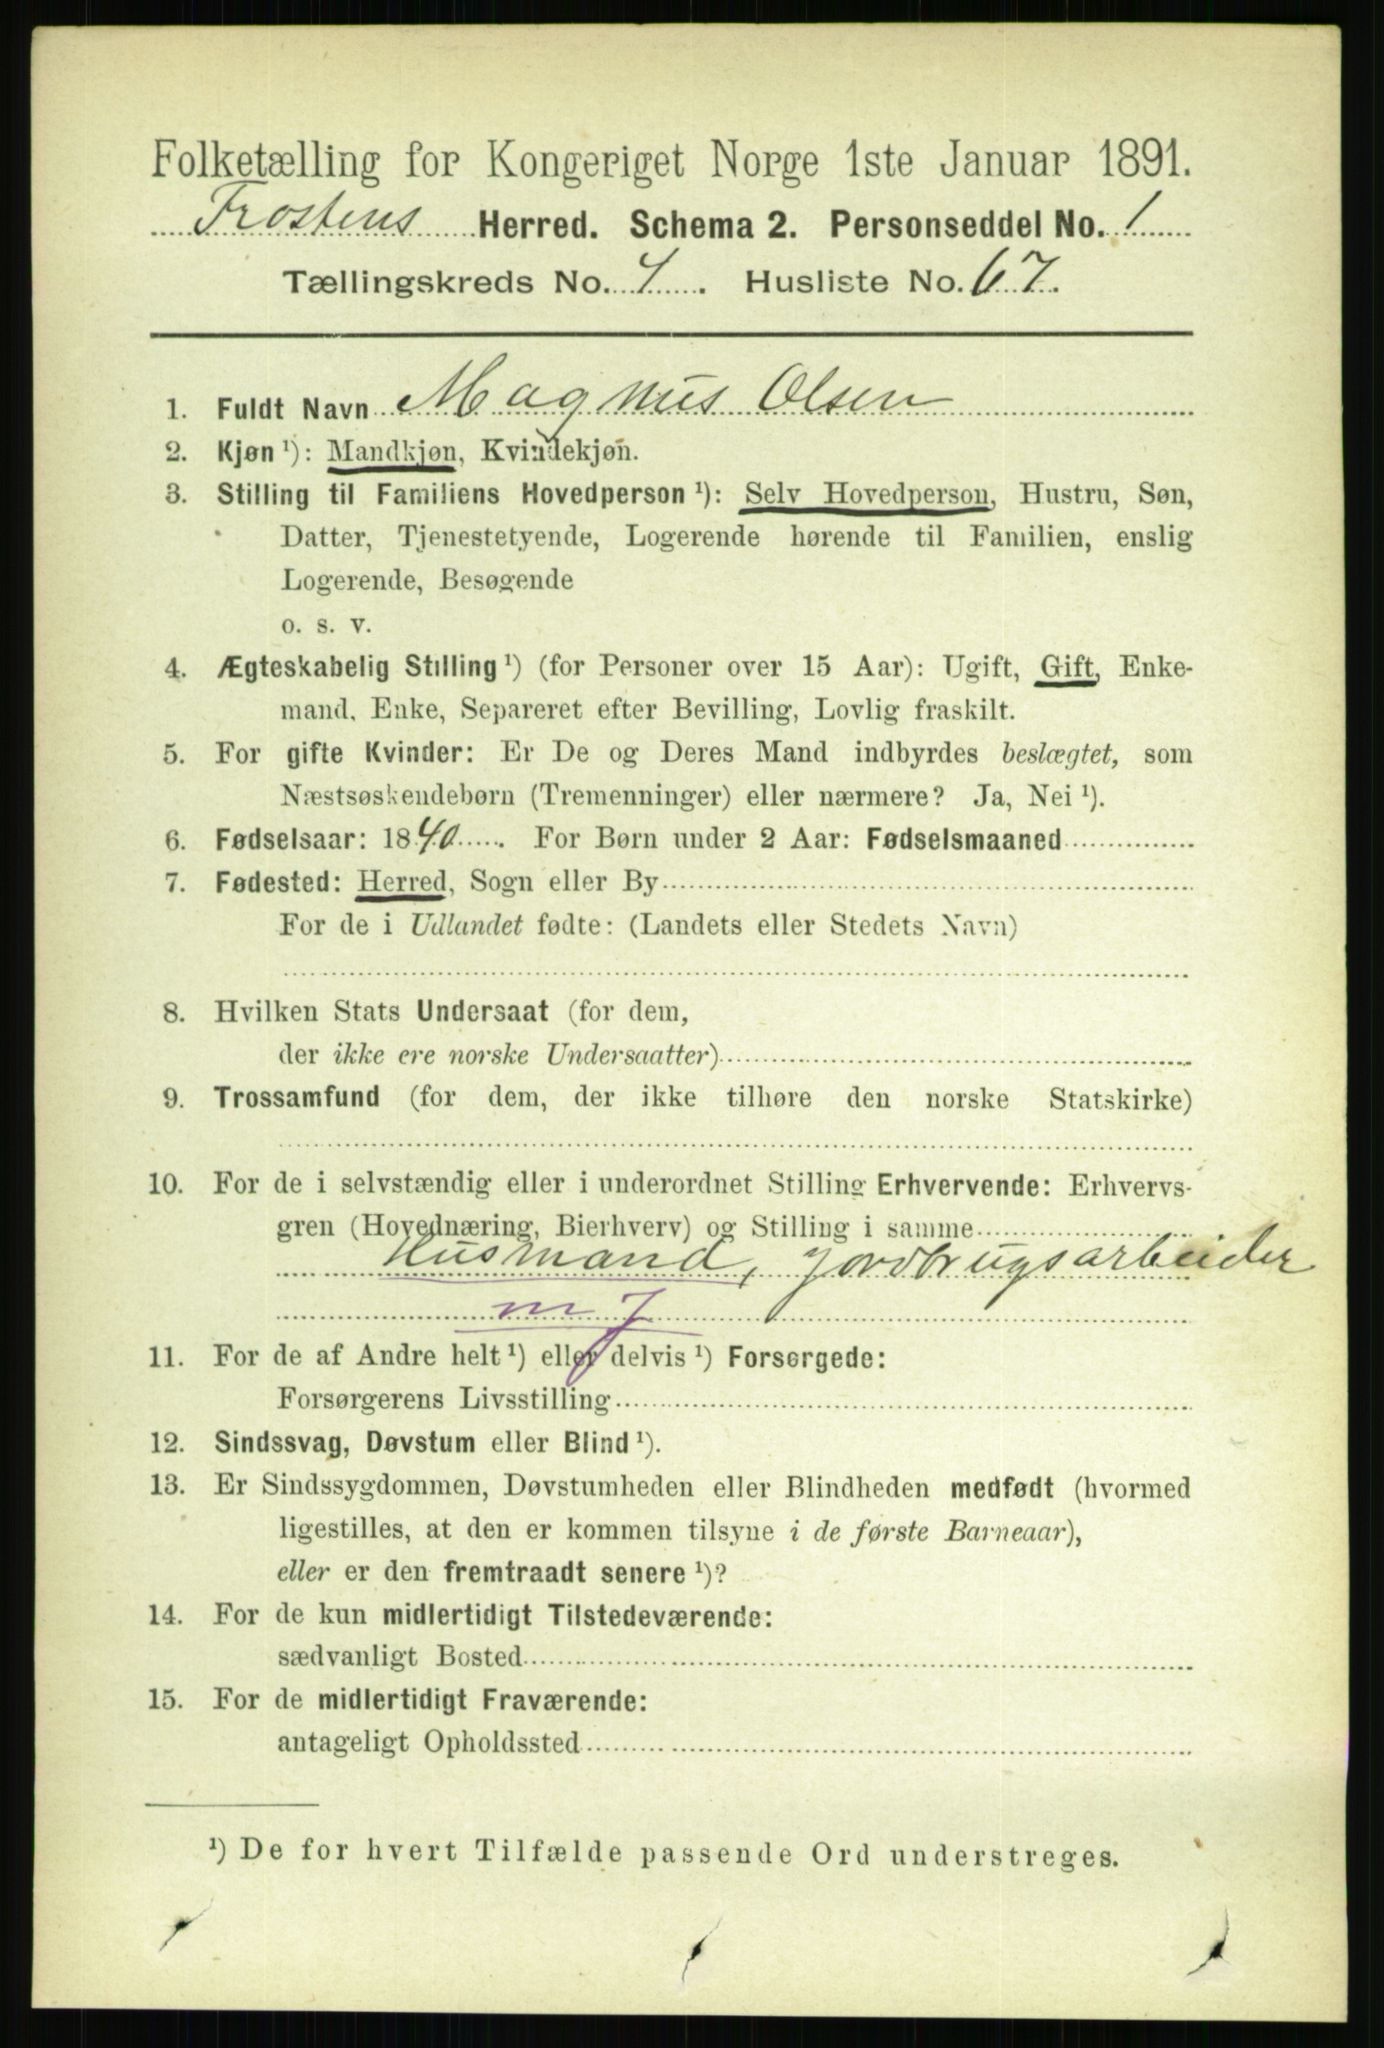 Folketælling for Kongeriget Norge 1ste Januar 1891.
Frostens Herred. Schema 2. Personseddel No. 1
Tællingskreds No. 4. Husliste No. 67.
1. Fuldt Navn Magnus Olsen
2. Kjøn ¹): Mandkjøn, Kvindekjøn.
3. Stilling til Familiens Hovedperson ¹): Selv Hovedperson, Hustru, Søn,
Datter, Tjenestetyende, Logerende hørende til Familien, enslig
Logerende, Besøgende
o. s. v.
4. Ægteskabelig Stilling ¹) (for Personer over 15 Aar): Ugift, Gift, Enke-
mand, Enke, Separeret efter Bevilling, Lovlig fraskilt.
5. For gifte Kvinder: Er De og Deres Mand indbyrdes beslægtet, som
Næstsøskendebørn (Tremenninger) eller nærmere? Ja, Nei ¹).
6. Fødselsaar: 1840. For Børn under 2 Aar: Fødselsmaaned
7. Fødested: Herred, Sogn eller By
For de i Udlandet fødte: (Landets eller Stedets Navn)
8. Hvilken Stats Undersaat (for dem,
der ikke ere norske Undersaatter)
9. Trossamfund (for dem, der ikke tilhøre den norske Statskirke)
10. For de i selvstændig eller i underordnet Stilling Erhvervende: Erhvervs-
gren (Hovednæring, Bierhverv) og Stilling i samme
Husmand, jordbrugsarbeider
m j
11. For de af Andre helt ¹) eller delvis ¹) Forsørgede:
Forsørgerens Livsstilling
12. Sindssvag, Døvstum eller Blind ¹).
13. Er Sindssygdommen, Døvstumheden eller Blindheden medfødt (hvormed
ligestilles, at den er kommen tilsyne i de første Barneaar),
eller er den fremtraadt senere ¹)?
14. For de kun midlertidigt Tilstedeværende:
sædvanligt Bosted
15. For de midlertidigt Fraværende:
antageligt Opholdssted
¹) De for hvert Tilfælde passende Ord understreges.